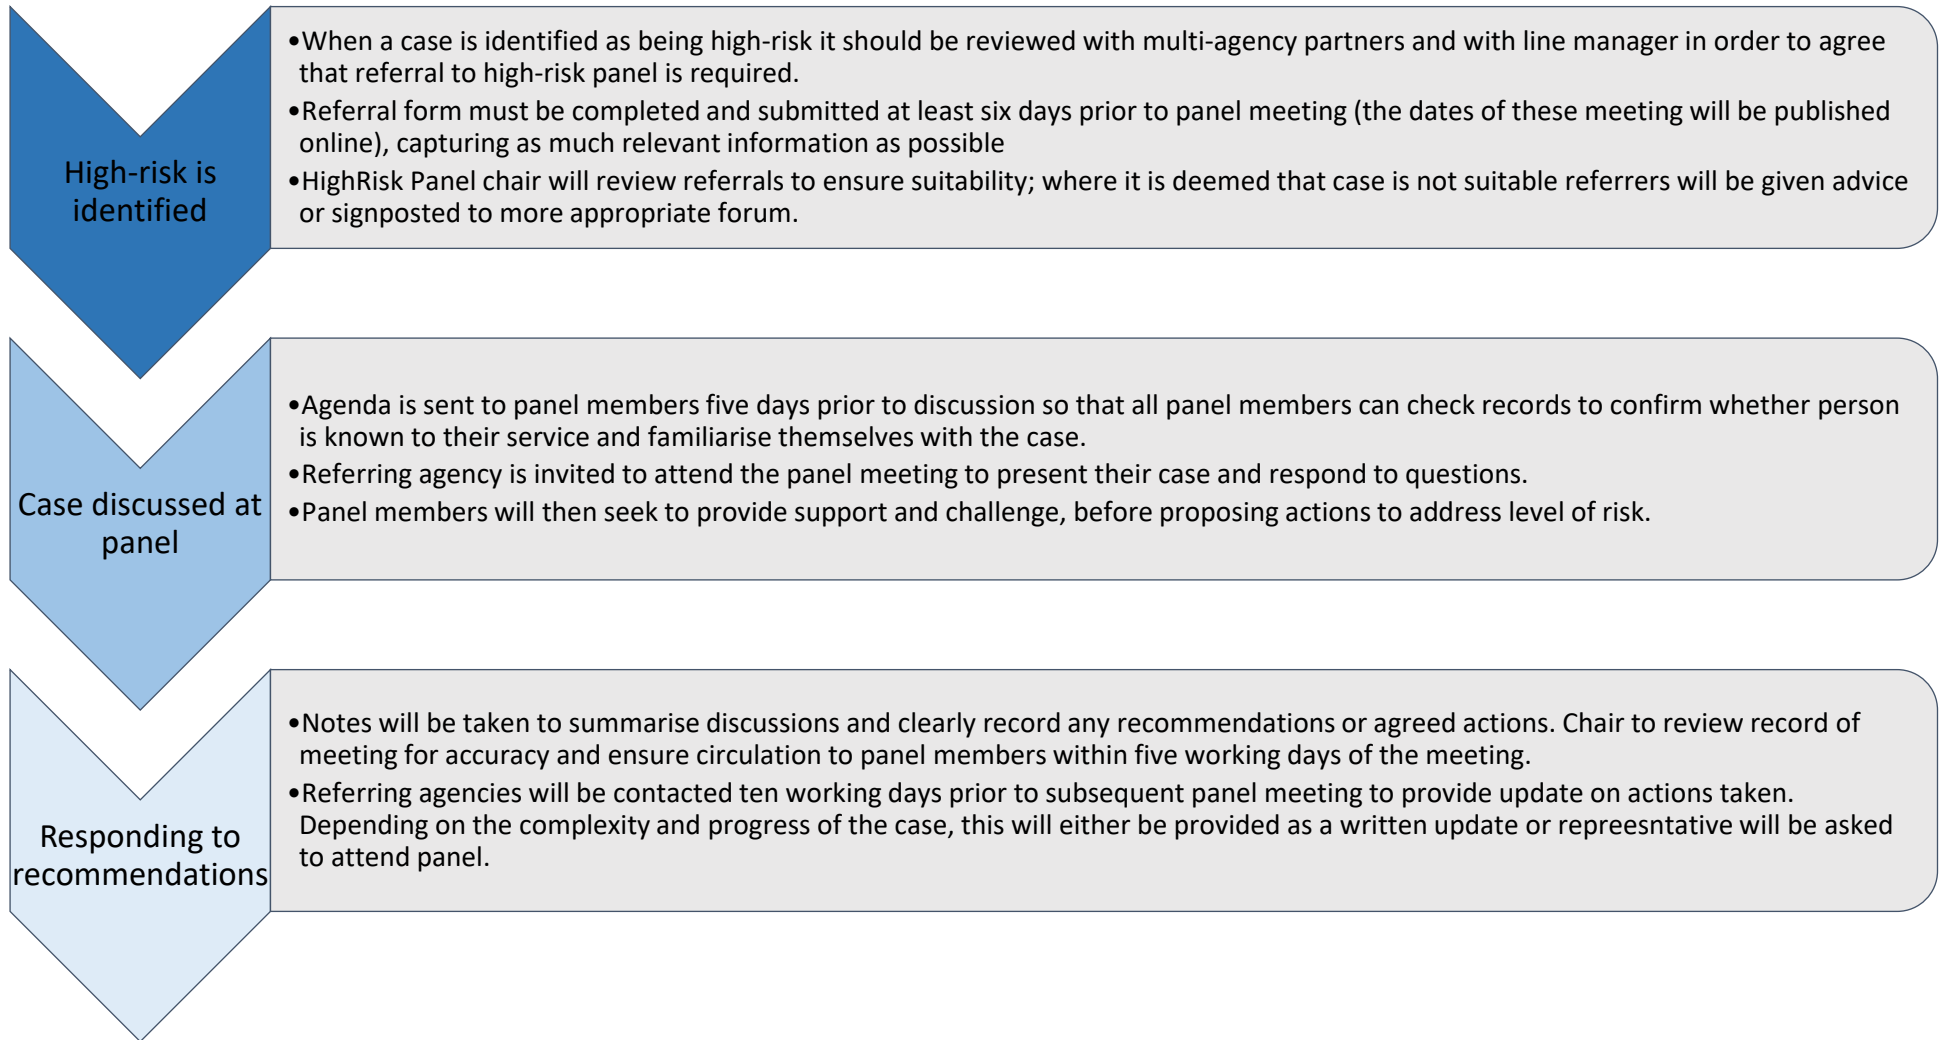 High-risk is
identified
•When a case is identified as being high-risk it should be reviewed with multi-agency partners and with line manager in order to agree
that referral to high-risk panel is required.
•Referral form must be completed and submitted at least six days prior to panel meeting (the dates of these meeting will be published
online), capturing as much relevant information as possible
•HighRisk Panel chair will review referrals to ensure suitability; where it is deemed that case is not suitable referrers will be given advice
or signposted to more appropriate forum.
Case discussed at
panel
•Agenda is sent to panel members five days prior to discussion so that all panel members can check records to confirm whether person
is known to their service and familiarise themselves with the case.
•Referring agency is invited to attend the panel meeting to present their case and respond to questions.
•Panel members will then seek to provide support and challenge, before proposing actions to address level of risk.
Responding to
recommendations
•Notes will be taken to summarise discussions and clearly record any recommendations or agreed actions. Chair to review record of
meeting for accuracy and ensure circulation to panel members within five working days of the meeting.
•Referring agencies will be contacted ten working days prior to subsequent panel meeting to provide update on actions taken.
Depending on the complexity and progress of the case, this will either be provided as a written update or repreesntative will be asked
to attend panel.